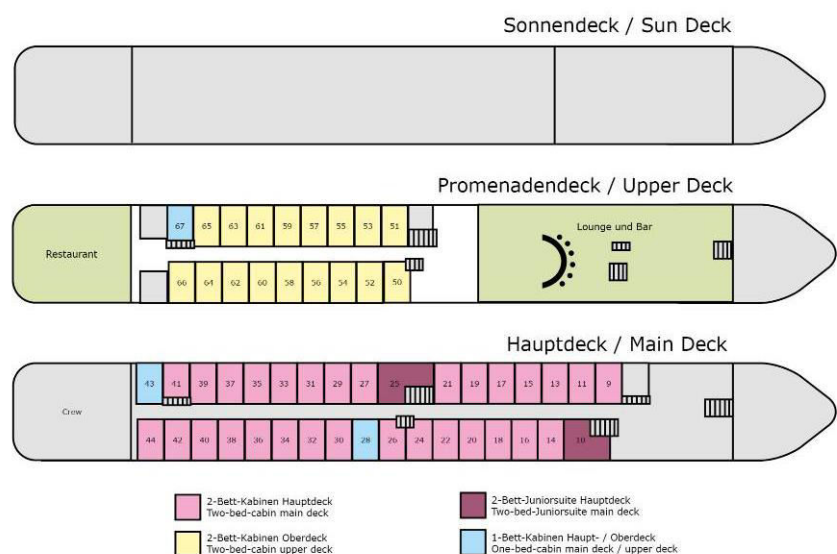 Sonnendeck / Sun Deck
Promenadendeck / Upper Deck
67 65 63 61 59 57 55 53 51
Lounge und Bar
Restaurant
66 64 62 60 58 56 54 52 50
Hauptdeck / Main Deck
43 41 39 37 35 33 31 29 27 25 21 19 17 15 13 11 9
Crew
44 42 40 38 36 34 32 30 28 26 24 22 20 18 16 14 10
2-Bett-Kabinen Hauptdeck
Two-bed-cabin main deck
2-Bett-Juniorsuite Hauptdeck
Two-bed-Juniorsuite main deck
2-Bett-Kabinen Oberdeck
Two-bed-cabin upper deck
1-Bett-Kabinen Haupt- / Oberdeck
One-bed-cabin main deck / upper deck